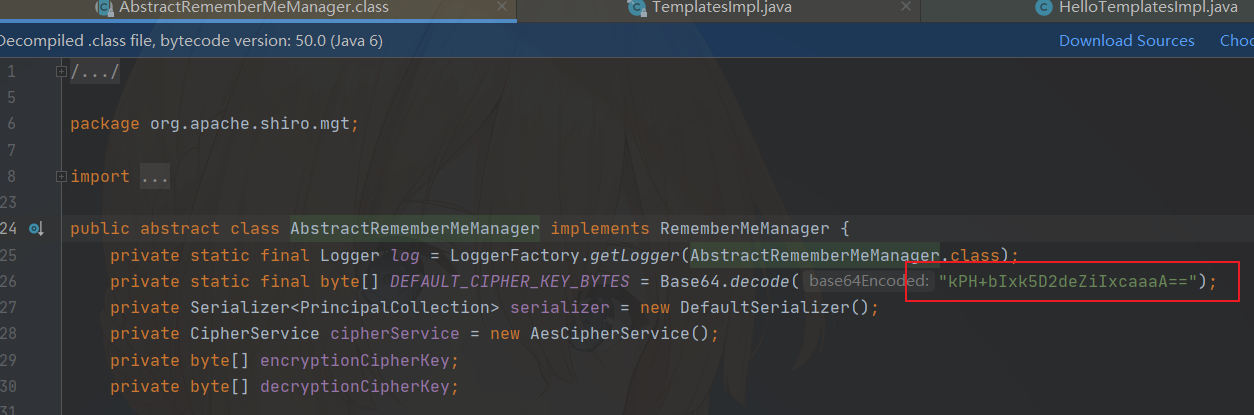 AbstractRememberMeManager.class TemplatesImpl.java HelloTemplatesImpl.java
Decompiled .class file, bytecode version: 50.0 (Java 6) Download Sources Choo
1 /.../
5
6 package org.apache.shiro.mgt;
7
8 import ...
23
24 public abstract class AbstractRememberMeManager implements RememberMeManager {
25 private static final Logger log = LoggerFactory.getLogger(AbstractRememberMeManager.class);
26 private static final byte[] DEFAULT_CIPHER_KEY_BYTES = Base64.decode( base64Encoded: "kPH+bIxk5D2deZiIxcaaaA==");
27 private Serializer<PrincipalCollection> serializer = new DefaultSerializer();
28 private CipherService cipherService = new AesCipherService();
29 private byte[] encryptionCipherKey;
30 private byte[] decryptionCipherKey;
31